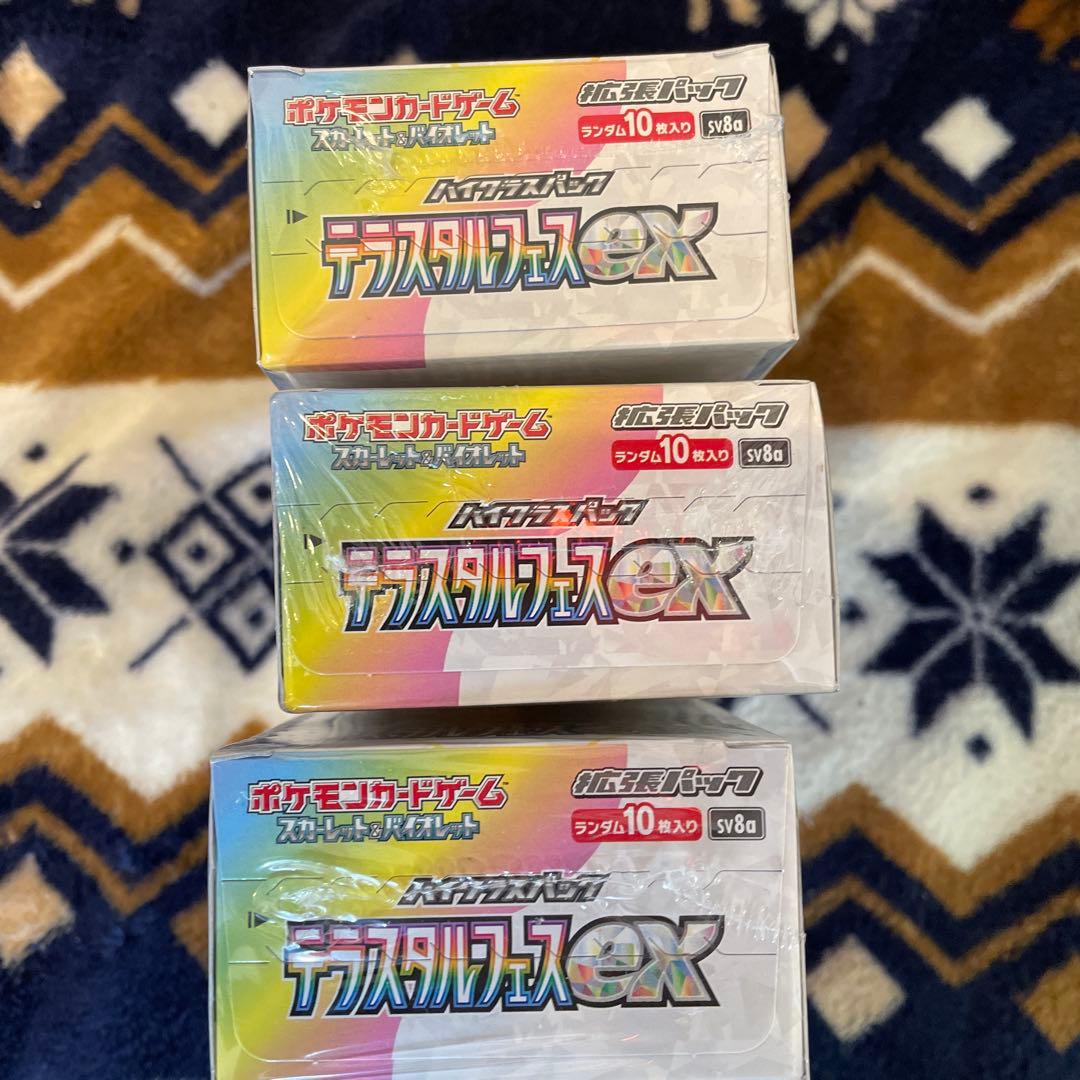 ポケモンカードゲーム
拡張パック
スカーレット&バイオレット
ランダム10枚入り
SV8a
ハイクラスパック
テラスタルフェスex
ポケモンカードゲーム
拡張パック
スカーレット&バイオレット
ランダム10枚入り
SV8a
ハイクラスパック
テラスタルフェスex
ポケモンカードゲーム
拡張パック
スカーレット&バイオレット
ランダム10枚入り
SV8a
ハイクラスパック
テラスタルフェスex